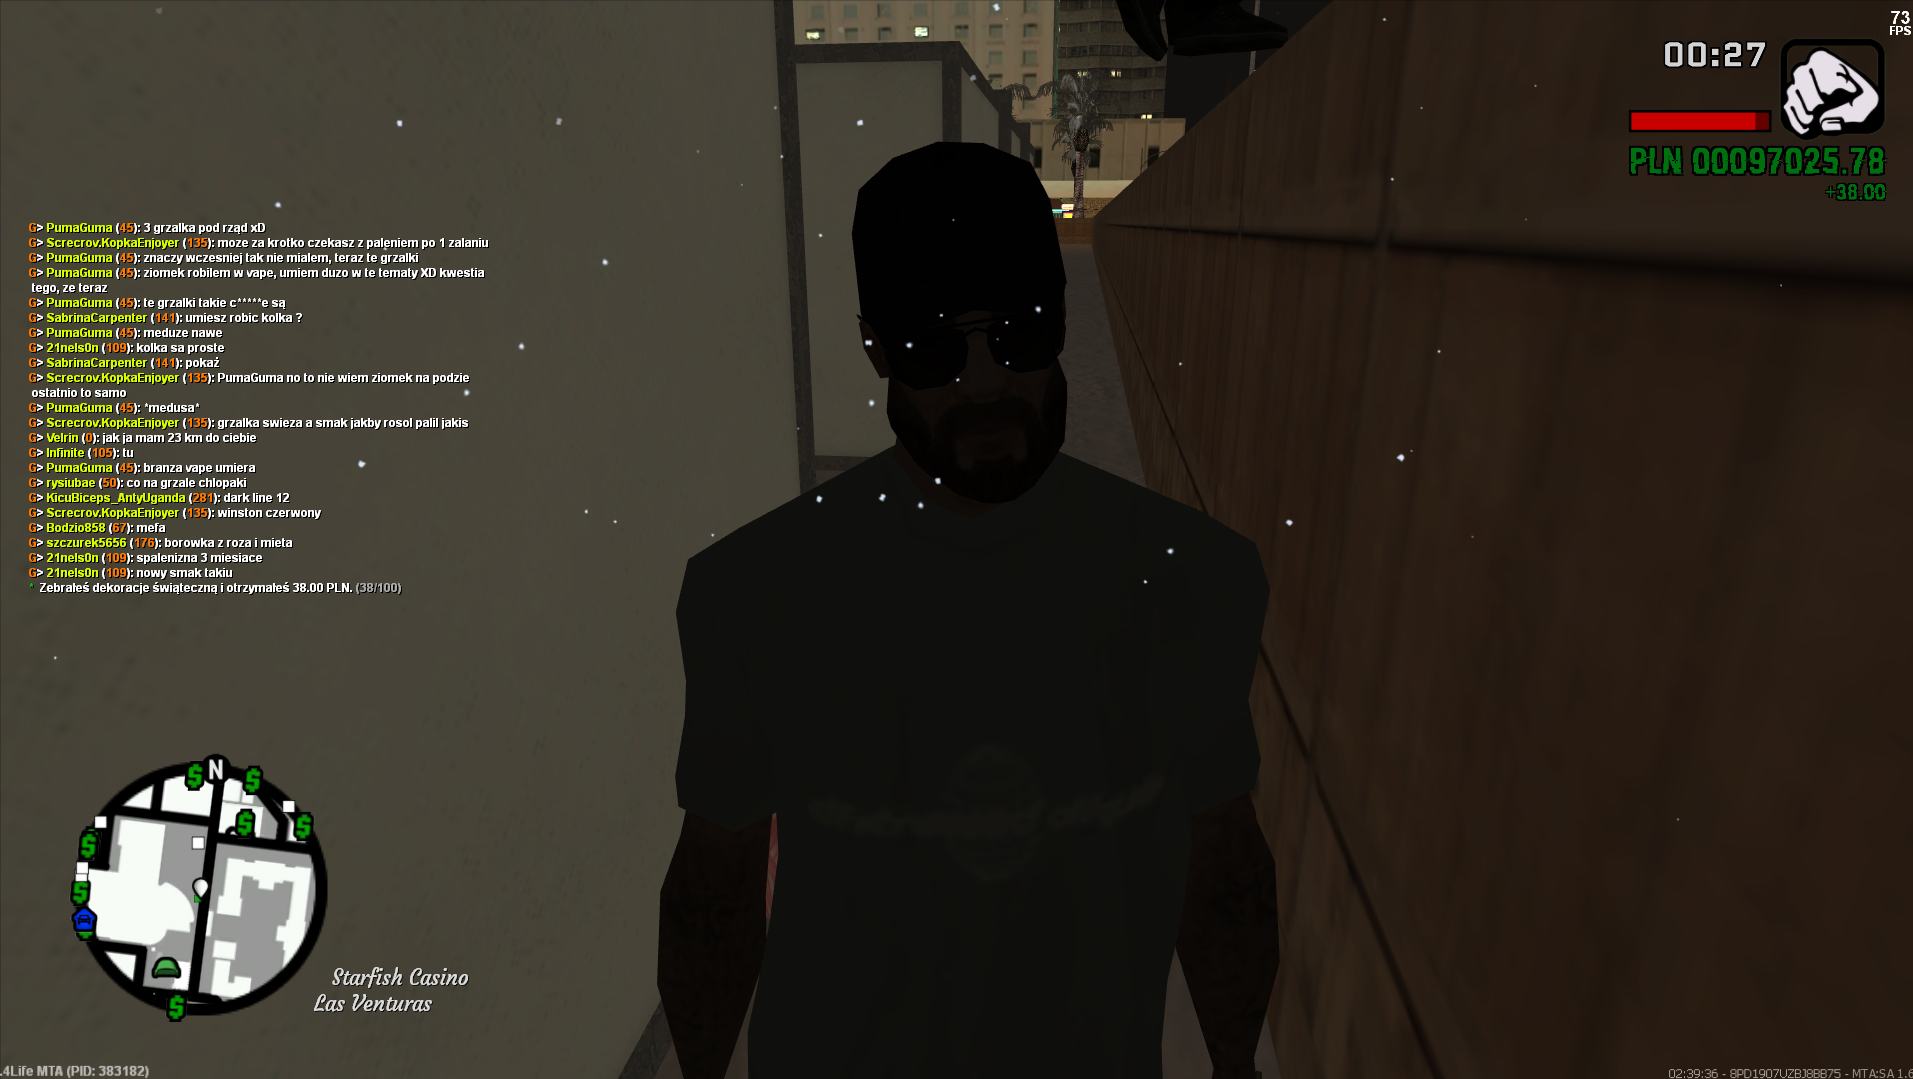 73
FPS
00:27
PLN 00097025.78
+38.00
G> PumaGuma (45): 3 grzalka pod rząd xD
G> Screcrov.KopkaEnjoyer (135): moze za krotko czekasz z paleniem po 1 zalaniu
G> PumaGuma (45): znaczy wczesniej tak nie mialem, teraz te grzalki
G> PumaGuma (45): ziomek robilem w vape, umiem duzo w te tematy XD kwestia
tego, ze teraz
G> PumaGuma (45): te grzalki takie c*****e są
G> SabrinaCarpenter (141): umiesz robic kolka ?
G> PumaGuma (45): meduze nawe
G> 21nels0n (109): kolka sa proste
G> SabrinaCarpenter (141): pokaż
G> Screcrov.KopkaEnjoyer (135): PumaGuma no to nie wiem ziomek na podzie
ostatnio to samo
G> PumaGuma (45): *medusa*
G> Screcrov.KopkaEnjoyer (135): grzalka swieza a smak jakby rosol palil jakis
G> Velrin (0): jak ja mam 23 km do ciebie
G> Infinite (105): tu
G> PumaGuma (45): branza vape umiera
G> rysiubae (50): co na grzale chlopaki
G> KicuBiceps_AntyUganda (281): dark line 12
G> Screcrov.KopkaEnjoyer (135): winston czerwony
G> Bodzio858 (67): mefa
G> szczurek5656 (176): borowka z roza i mieta
G> 21nels0n (109): spalenizna 3 miesiace
G> 21nels0n (109): nowy smak takiu
* Zebrałeś dekoracje świąteczną i otrzymałeś 38.00 PLN. (38/100)
N
Starfish Casino
Las Venturas
.4Life MTA (PID: 383182)
02:39:36 - 8PD1907UZBJ8BB75 - MTA:SA 1.6